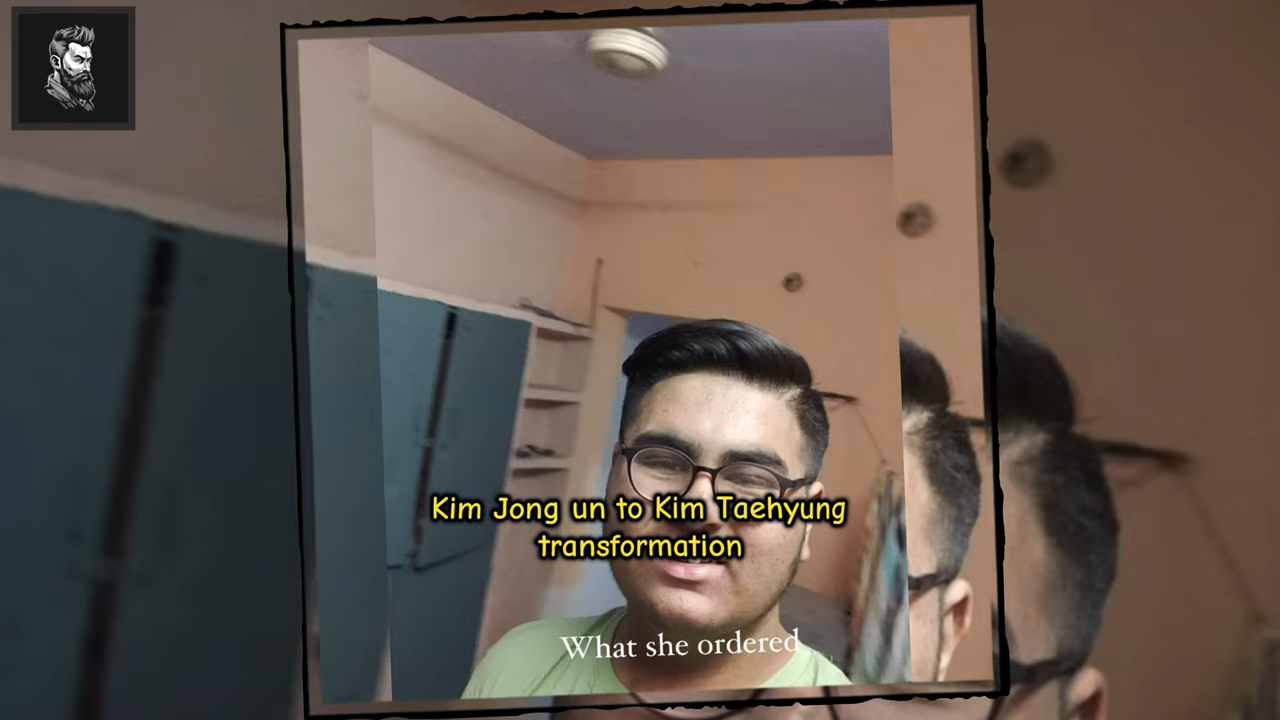 Kim Jong un to Kim Taehyung
transformation
What she ordered